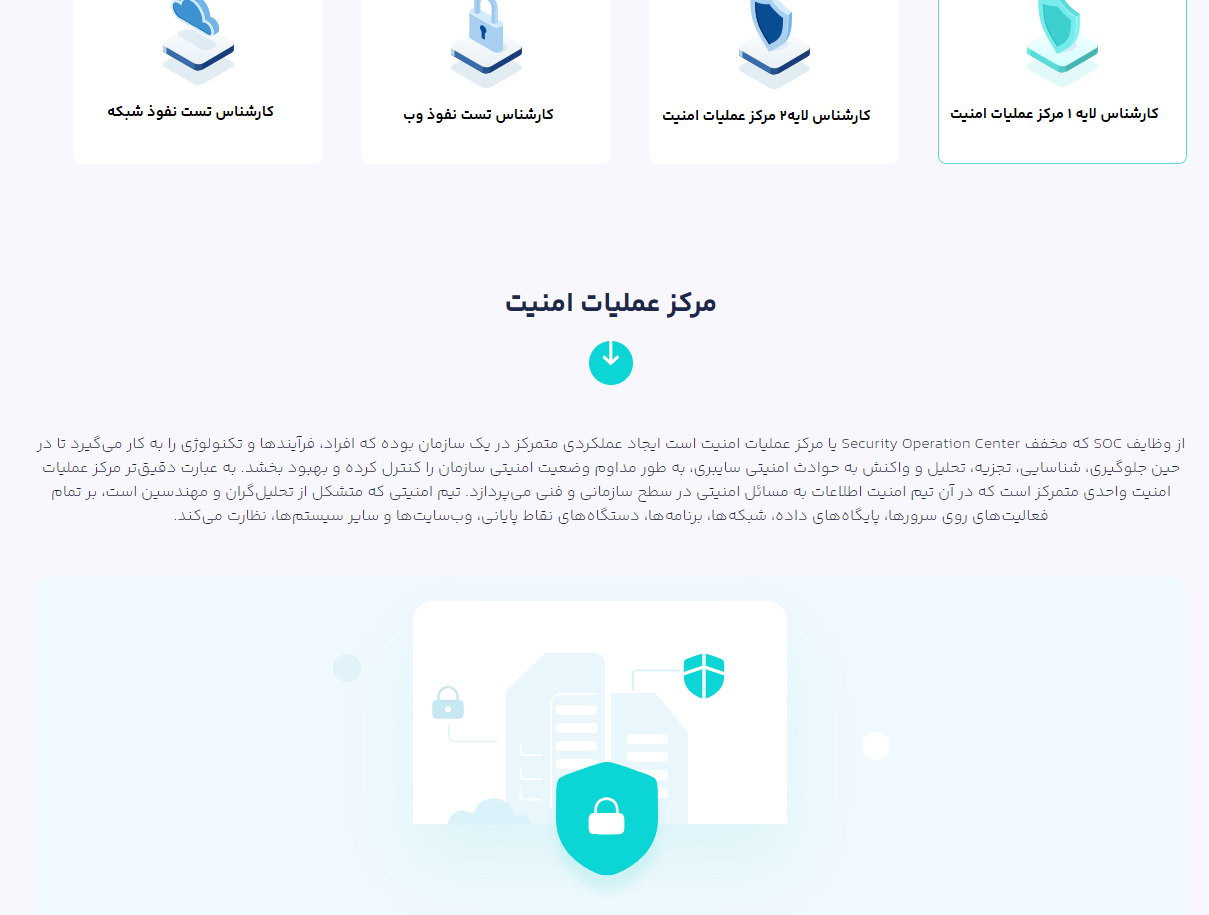 کارشناس لایه ۱ مرکز عملیات امنیت
کارشناس لایه۲ مرکز عملیات امنیت
کارشناس تست نفوذ وب
کارشناس تست نفوذ شبکه
مرکز عملیات امنیت
از وظایف SOC که مخفف Security Operation Center یا مرکز عملیات امنیت است ایجاد عملکردی متمرکز در یک سازمان بوده که افراد، فرآیندها و تکنولوژی را به کار می‌گیرد تا در
حین جلوگیری، شناسایی، تجزیه، تحلیل و واکنش به حوادث امنیتی سایبری، به طور مداوم وضعیت امنیتی سازمان را کنترل کرده و بهبود بخشد. به عبارت دقیق‌تر مرکز عملیات
امنیت واحدی متمرکز است که در آن تیم امنیت اطلاعات به مسائل امنیتی در سطح سازمانی و فنی می‌پردازد. تیم امنیتی که متشکل از تحلیل‌گران و مهندسین است، بر تمام
فعالیت‌های روی سرورها، پایگاه‌های داده، شبکه‌ها، برنامه‌ها، دستگاه‌های نقاط پایانی، وب‌سایت‌ها و سایر سیستم‌ها، نظارت می‌کند.